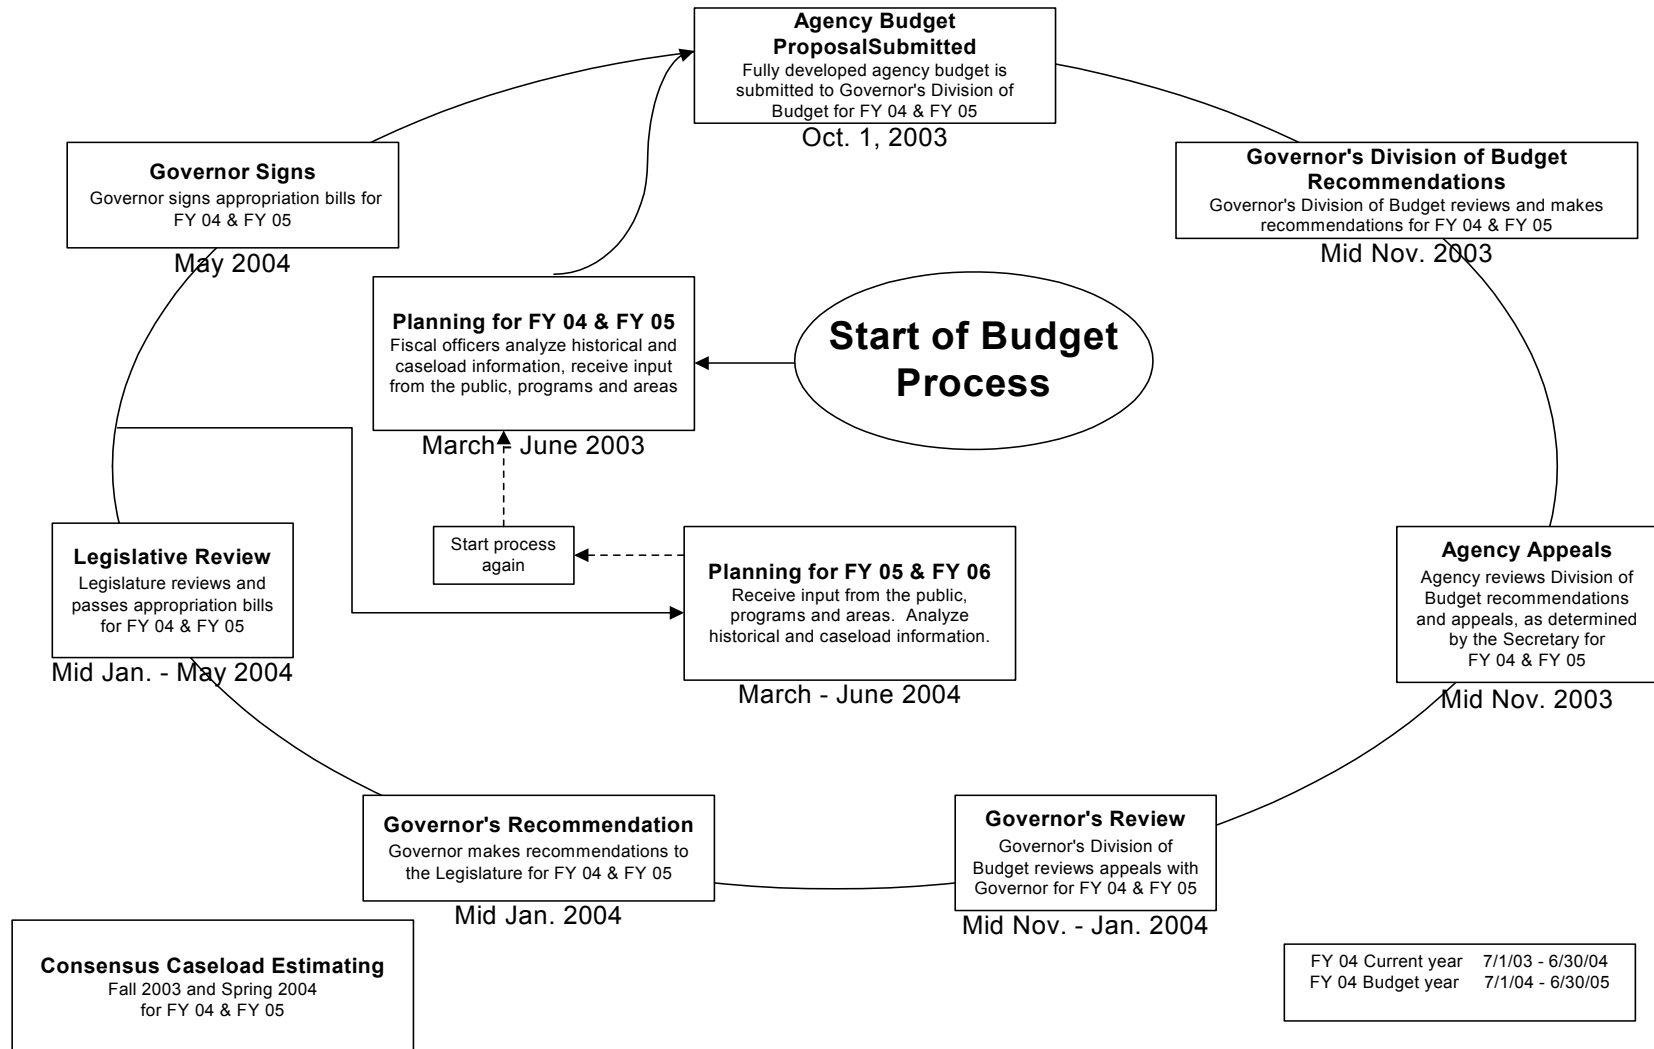 Agency Budget
ProposalSubmitted
Fully developed agency budget is
submitted to Governor's Division of
Budget for FY 04 & FY 05
Oct. 1, 2003
Governor's Division of Budget
Recommendations
Governor's Division of Budget reviews and makes
recommendations for FY 04 & FY 05
Mid Nov. 2003
Governor Signs
Governor signs appropriation bills for
FY 04 & FY 05
May 2004
Planning for FY 04 & FY 05
Fiscal officers analyze historical and
caseload information, receive input
from the public, programs and areas
March - June 2003
Start of Budget
Process
Start process
again
Planning for FY 05 & FY 06
Receive input from the public,
programs and areas.  Analyze
historical and caseload information.
March - June 2004
Legislative Review
Legislature reviews and
passes appropriation bills
for FY 04 & FY 05
Mid Jan. - May 2004
Agency Appeals
Agency reviews Division of
Budget recommendations
and appeals, as determined
by the Secretary for
FY 04 & FY 05
Mid Nov. 2003
Governor's Recommendation
Governor makes recommendations to
the Legislature for FY 04 & FY 05
Mid Jan. 2004
Governor's Review
Governor's Division of
Budget reviews appeals with
Governor for FY 04 & FY 05
Mid Nov. - Jan. 2004
Consensus Caseload Estimating
Fall 2003 and Spring 2004
for FY 04 & FY 05
FY 04 Current year 7/1/03 - 6/30/04
FY 04 Budget year 7/1/04 - 6/30/05